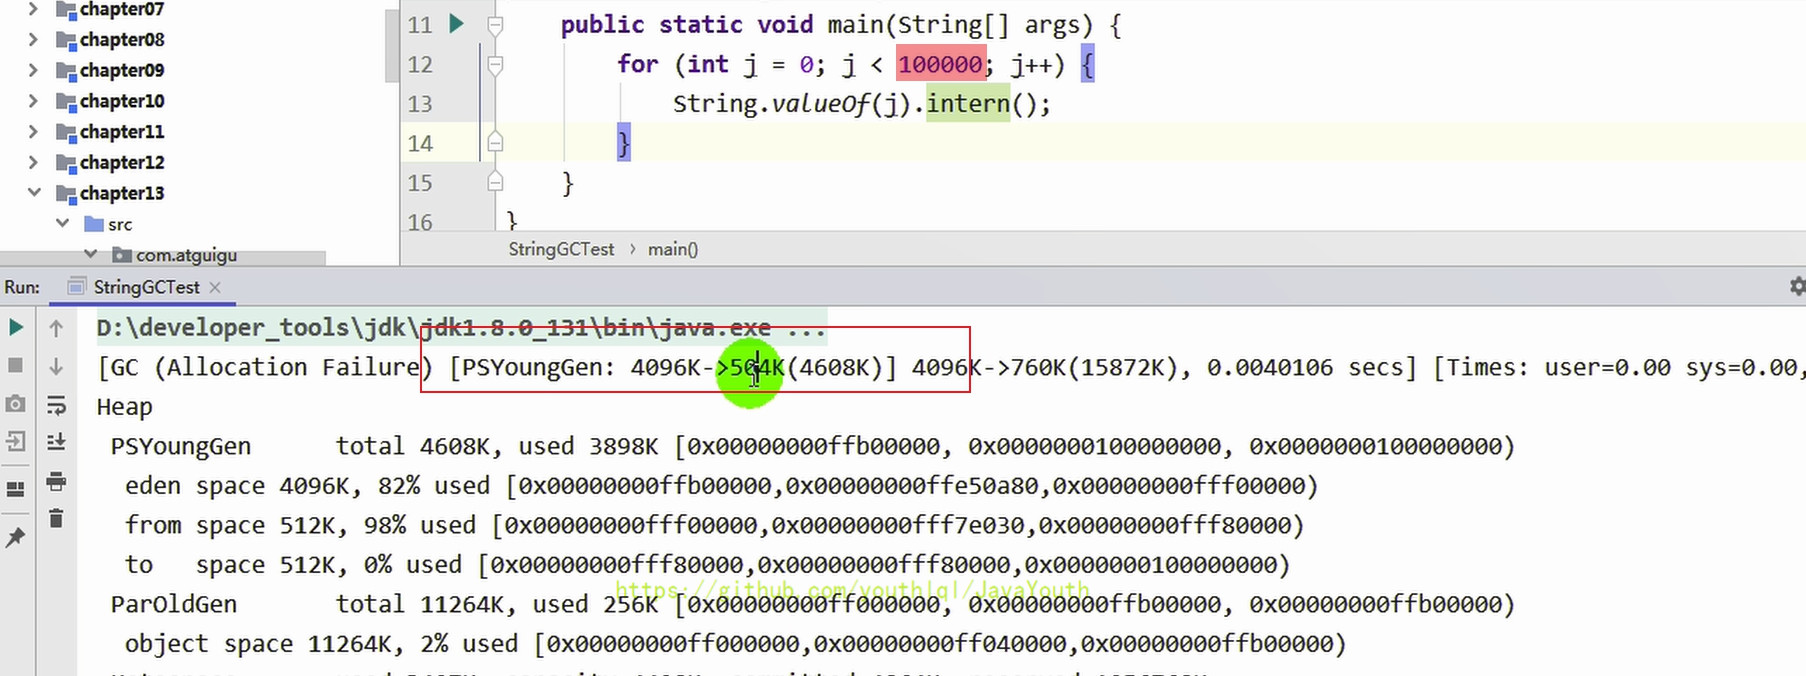 chapter07
chapter08
chapter09
chapter10
chapter11
chapter12
chapter13
src
com.atguigu
11 public static void main(String[] args) {
12 for (int j = 0; j < 100000; j++) {
13 String.valueOf(j).intern();
14 }
15 }
16 }
StringGCTest › main()
Run: StringGCTest ×
D:\developer_tools\jdk\jdk1.8.0_131\bin\java.exe ...
[GC (Allocation Failure) [PSYoungGen: 4096K->504K(4608K)] 4096K->760K(15872K), 0.0040106 secs] [Times: user=0.00 sys=0.00,
Heap
PSYoungGen total 4608K, used 3898K [0x00000000ffb00000, 0x0000000100000000, 0x0000000100000000)
eden space 4096K, 82% used [0x00000000ffb00000,0x00000000ffe50a80,0x00000000fff00000)
from space 512K, 98% used [0x00000000fff00000,0x00000000fff7e030,0x00000000fff80000)
to space 512K, 0% used [0x00000000fff80000,0x00000000fff80000,0x0000000100000000)
https://github.com/youthlql/JavaYouth
ParOldGen total 11264K, used 256K [0x00000000ff000000, 0x00000000ffb00000, 0x00000000ffb00000)
object space 11264K, 2% used [0x00000000ff000000,0x00000000ff040000,0x00000000ffb00000)